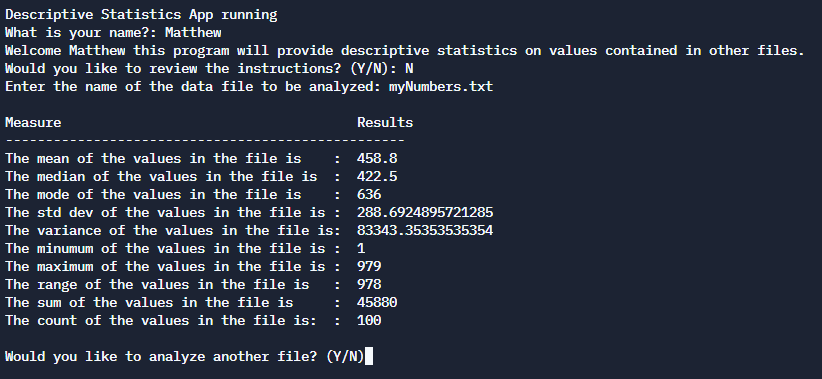 Descriptive Statistics App running
What is your name?: Matthew
Welcome Matthew this program will provide descriptive statistics on values contained in other files.
Would you like to review the instructions? (Y/N): N
Enter the name of the data file to be analyzed: myNumbers.txt
Measure Results
--------------------------------------------------
The mean of the values in the file is : 458.8
The median of the values in the file is : 422.5
The mode of the values in the file is : 636
The std dev of the values in the file is : 288.6924895721285
The variance of the values in the file is: 83343.35353535354
The minumum of the values in the file is : 1
The maximum of the values in the file is : 979
The range of the values in the file is : 978
The sum of the values in the file is : 45880
The count of the values in the file is: : 100
Would you like to analyze another file? (Y/N)